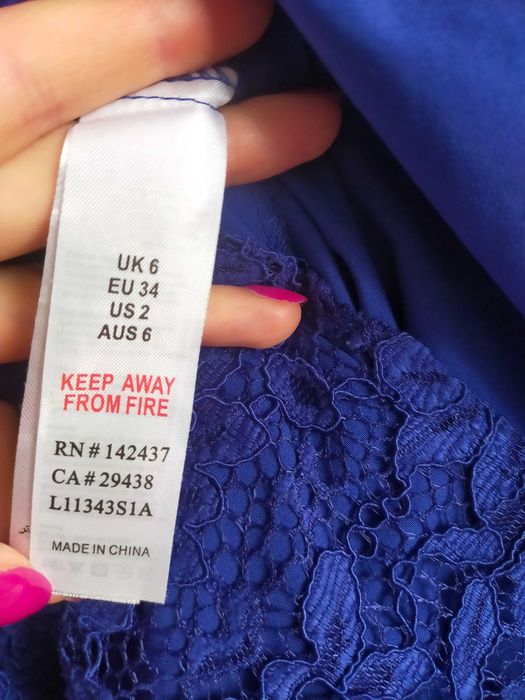 UK 6
EU 34
US 2
AUS 6
KEEP AWAY
FROM FIRE
RN # 142437
CA # 29438
L11343S1A
MADE IN CHINA